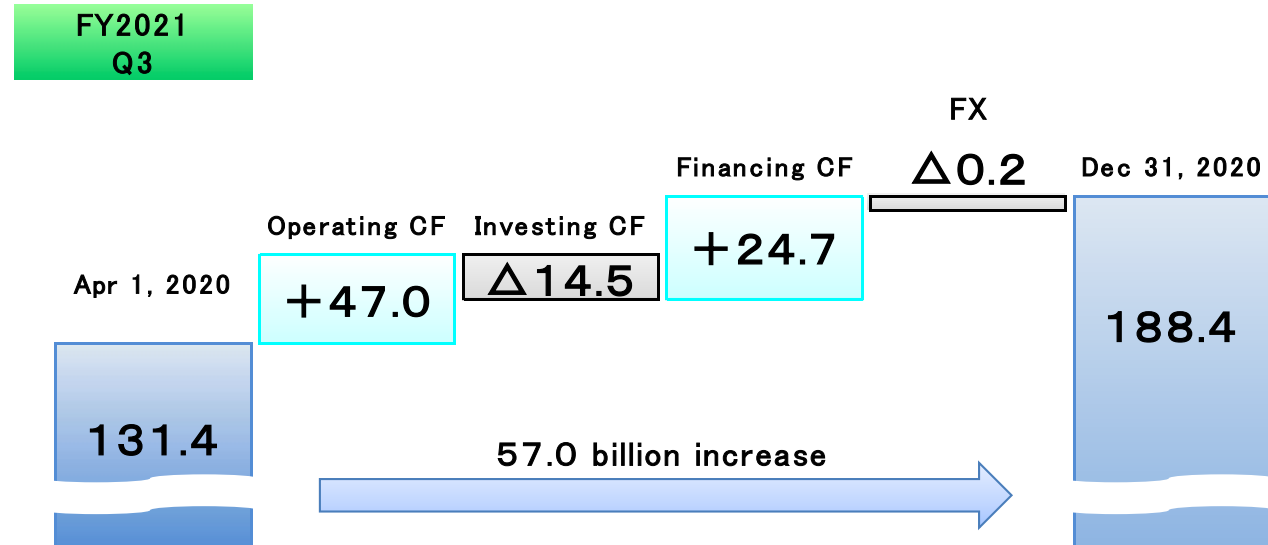 FY2021
Q3
FX
△0.2
Financing CF
Dec 31, 2020
Operating CF
Investing CF
+24.7
Apr 1, 2020
+47.0
△14.5
188.4
131.4
57.0 billion increase